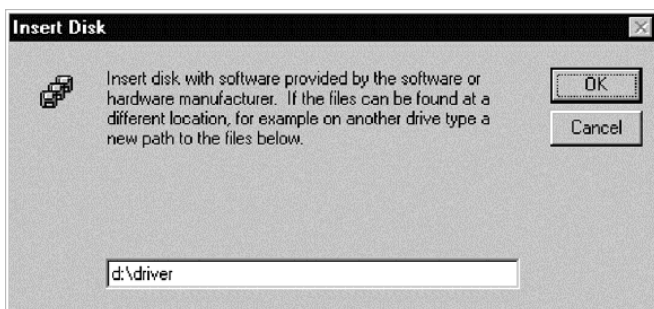 Insert Disk
Insert disk with software provided by the software or
hardware manufacturer. If the files can be found at a
different location, for example on another drive type a
new path to the files below.
OK
Cancel
d:\driver